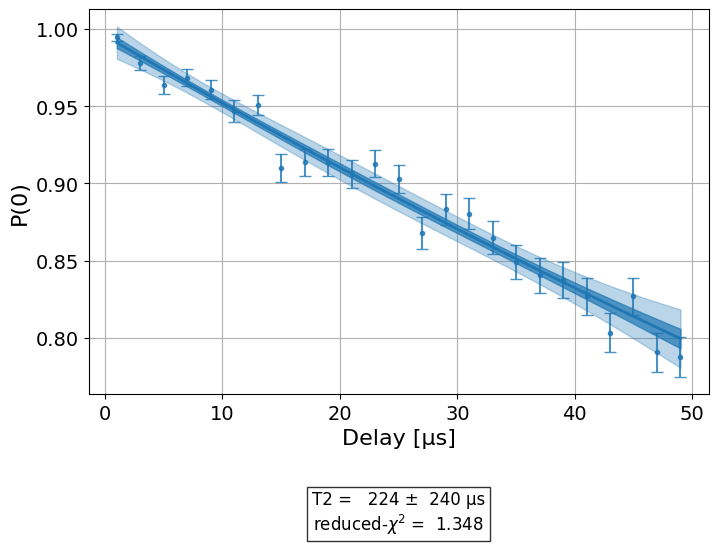 1.00
0.95
0.90
0.85
0.80
P(0)
0 10 20 30 40 50
Delay [µs]
T2 = 224 ± 240 µs
reduced-χ² = 1.348